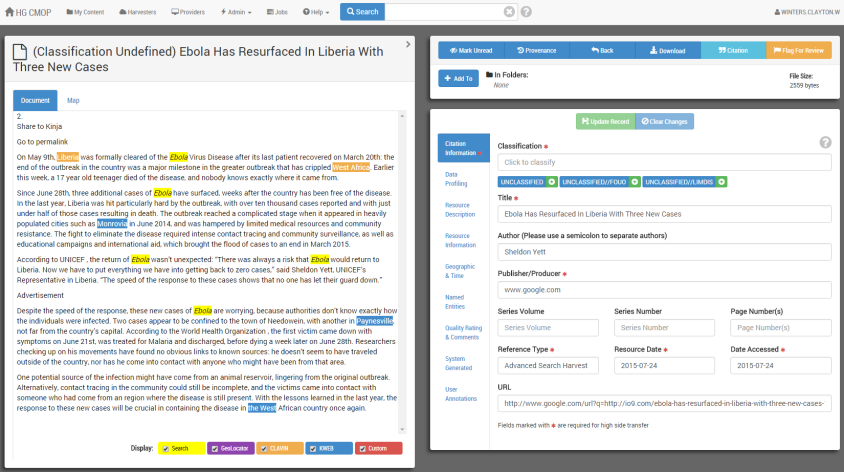 HG CMOP
My Content
Harvesters
Providers
Admin
Jobs
Help
Search
WINTERS.CLAYTON.W
(Classification Undefined) Ebola Has Resurfaced In Liberia With
Three New Cases
Document
Map
2.
Share to Kinja
Go to permalink
On May 9th, Liberia was formally cleared of the Ebola Virus Disease after its last patient recovered on March 20th: the
end of the outbreak in the country was a major milestone in the greater outbreak that has crippled West Africa. Earlier
this week, a 17 year old teenager died of the disease, and nobody knows exactly where it came from.
Since June 28th, three additional cases of Ebola have surfaced, weeks after the country has been free of the disease.
In the last year, Liberia was hit particularly hard by the outbreak, with over ten thousand cases reported and with just
under half of those cases resulting in death. The outbreak reached a complicated stage when it appeared in heavily
populated cities such as Monrovia in June 2014, and was hampered by limited medical resources and community
resistance. The fight to eliminate the disease required intense contact tracing and community surveillance, as well as
educational campaigns and international aid, which brought the flood of cases to an end in March 2015.
According to UNICEF , the return of Ebola wasn't unexpected: "There was always a risk that Ebola would return to
Liberia. Now we have to put everything we have into getting back to zero cases," said Sheldon Yett, UNICEF's
Representative in Liberia. "The speed of the response to these cases shows that no one has let their guard down."
Advertisement
Despite the speed of the response, these new cases of Ebola are worrying, because authorities don't know exactly how
the individuals were infected. Two cases appear to be confined to the town of Needowein, with another in Paynesville,
not far from the country's capital. According to the World Health Organization , the first victim came down with
symptoms on June 21st, was treated for Malaria and discharged, before dying a week later on June 28th. Researchers
checking up on his movements have found no obvious links to known sources: he doesn't seem to have traveled
outside of the country, nor has he come into contact with anyone who might have been from that area.
One potential source of the infection might have come from an animal reservoir, lingering from the original outbreak.
Alternatively, contact tracing in the community could still be incomplete, and the victims came into contact with
someone who had come from an region where the disease is still present. With the lessons learned in the last year, the
response to these new cases will be crucial in containing the disease in the West African country once again.
Display:
Search
GeoLocator
CLAVIN
KWEB
Custom
Mark Unread
Provenance
Back
Download
Citation
Flag For Review
+ Add To
In Folders:
None
File Size:
2559 bytes
Update Record
Clear Changes
Citation
Information *
Data
Profiling
Resource
Description
Resource
Information
Geographic
& Time
Named
Entities
Quality Rating
& Comments
System
Generated
User
Annotations
Classification *
Click to classify
UNCLASSIFIED
UNCLASSIFIED//FOUO
UNCLASSIFIED//LIMDIS
Title *
Ebola Has Resurfaced In Liberia With Three New Cases
Author (Please use a semicolon to separate authors)
Sheldon Yett
Publisher/Producer *
www.google.com
Series Volume
Series Number
Page Number(s)
Series Volume
Series Number
Page Number(s)
Reference Type *
Resource Date *
Date Accessed *
Advanced Search Harvest
2015-07-24
2015-07-24
URL
http://www.google.com/url?q=http://io9.com/ebola-has-resurfaced-in-liberia-with-three-new-cases-
Fields marked with * are required for high side transfer